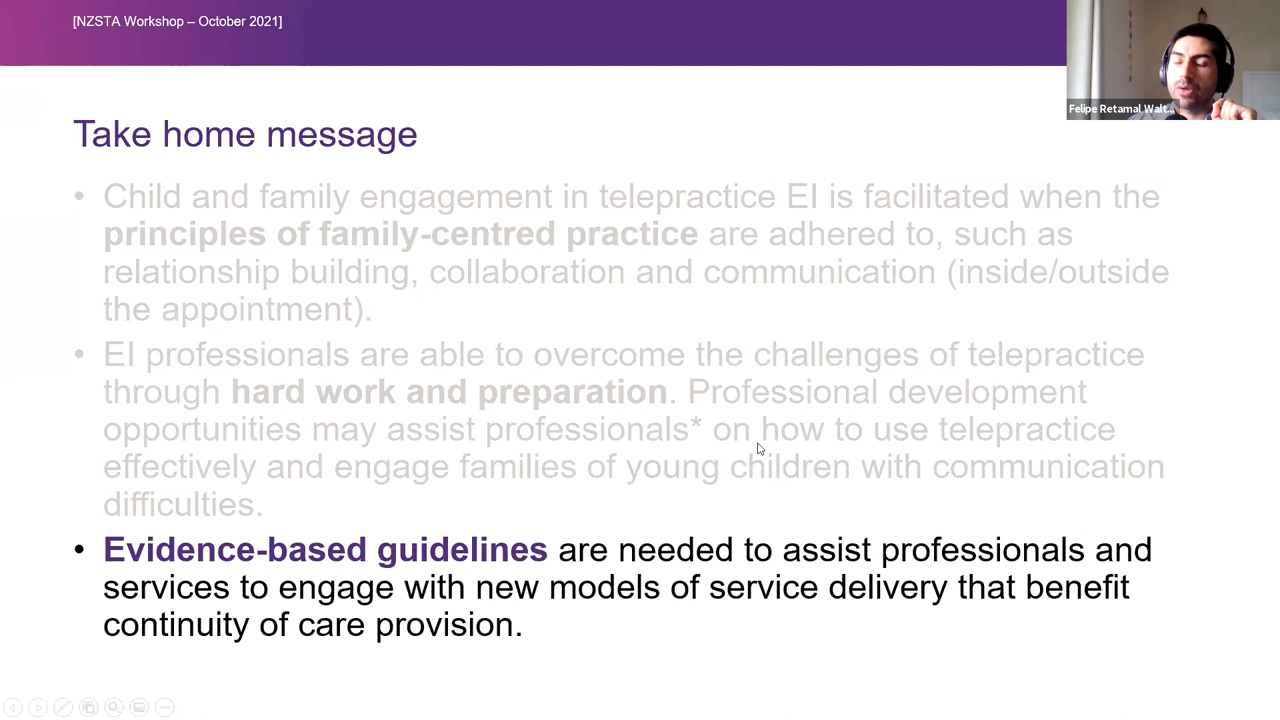 [NZSTA Workshop – October 2021]
Felipe Retamal Walt...
Take home message
• Child and family engagement in telepractice EI is facilitated when the
principles of family-centred practice are adhered to, such as
relationship building, collaboration and communication (inside/outside
the appointment).
• EI professionals are able to overcome the challenges of telepractice
through hard work and preparation. Professional development
opportunities may assist professionals* on how to use telepractice
effectively and engage families of young children with communication
difficulties.
• Evidence-based guidelines are needed to assist professionals and
services to engage with new models of service delivery that benefit
continuity of care provision.